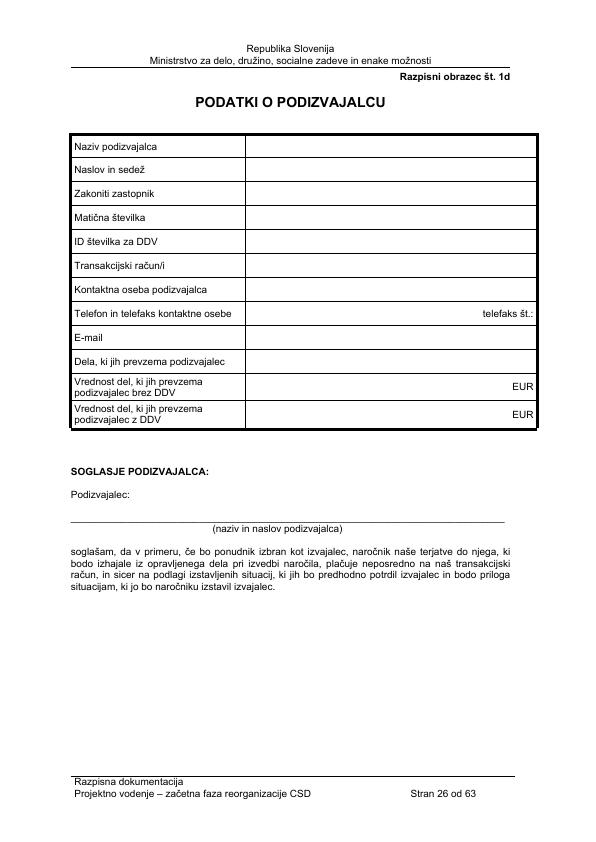 Republika Slovenija
Ministrstvo za delo, družino, socialne zadeve in enake možnosti
Razpisni obrazec št. 1d
PODATKI O PODIZVAJALCU
Naziv podizvajalca
Naslov in sedež
Zakoniti zastopnik
Matična številka
ID številka za DDV
Transakcijski račun/i
Kontaktna oseba podizvajalca
Telefon in telefaks kontaktne osebe telefaks št.:
E-mail
Dela, ki jih prevzema podizvajalec
Vrednost del, ki jih prevzema
podizvajalec brez DDV EUR
Vrednost del, ki jih prevzema
podizvajalec z DDV EUR
SOGLASJE PODIZVAJALCA:
Podizvajalec:
(naziv in naslov podizvajalca)
soglašam, da v primeru, če bo ponudnik izbran kot izvajalec, naročnik naše terjatve do njega, ki
bodo izhajale iz opravljenega dela pri izvedbi naročila, plačuje neposredno na naš transakcijski
račun, in sicer na podlagi izstavljenih situacij, ki jih bo predhodno potrdil izvajalec in bodo priloga
situacijam, ki jo bo naročniku izstavil izvajalec.
Razpisna dokumentacija
Projektno vodenje – začetna faza reorganizacije CSD Stran 26 od 63